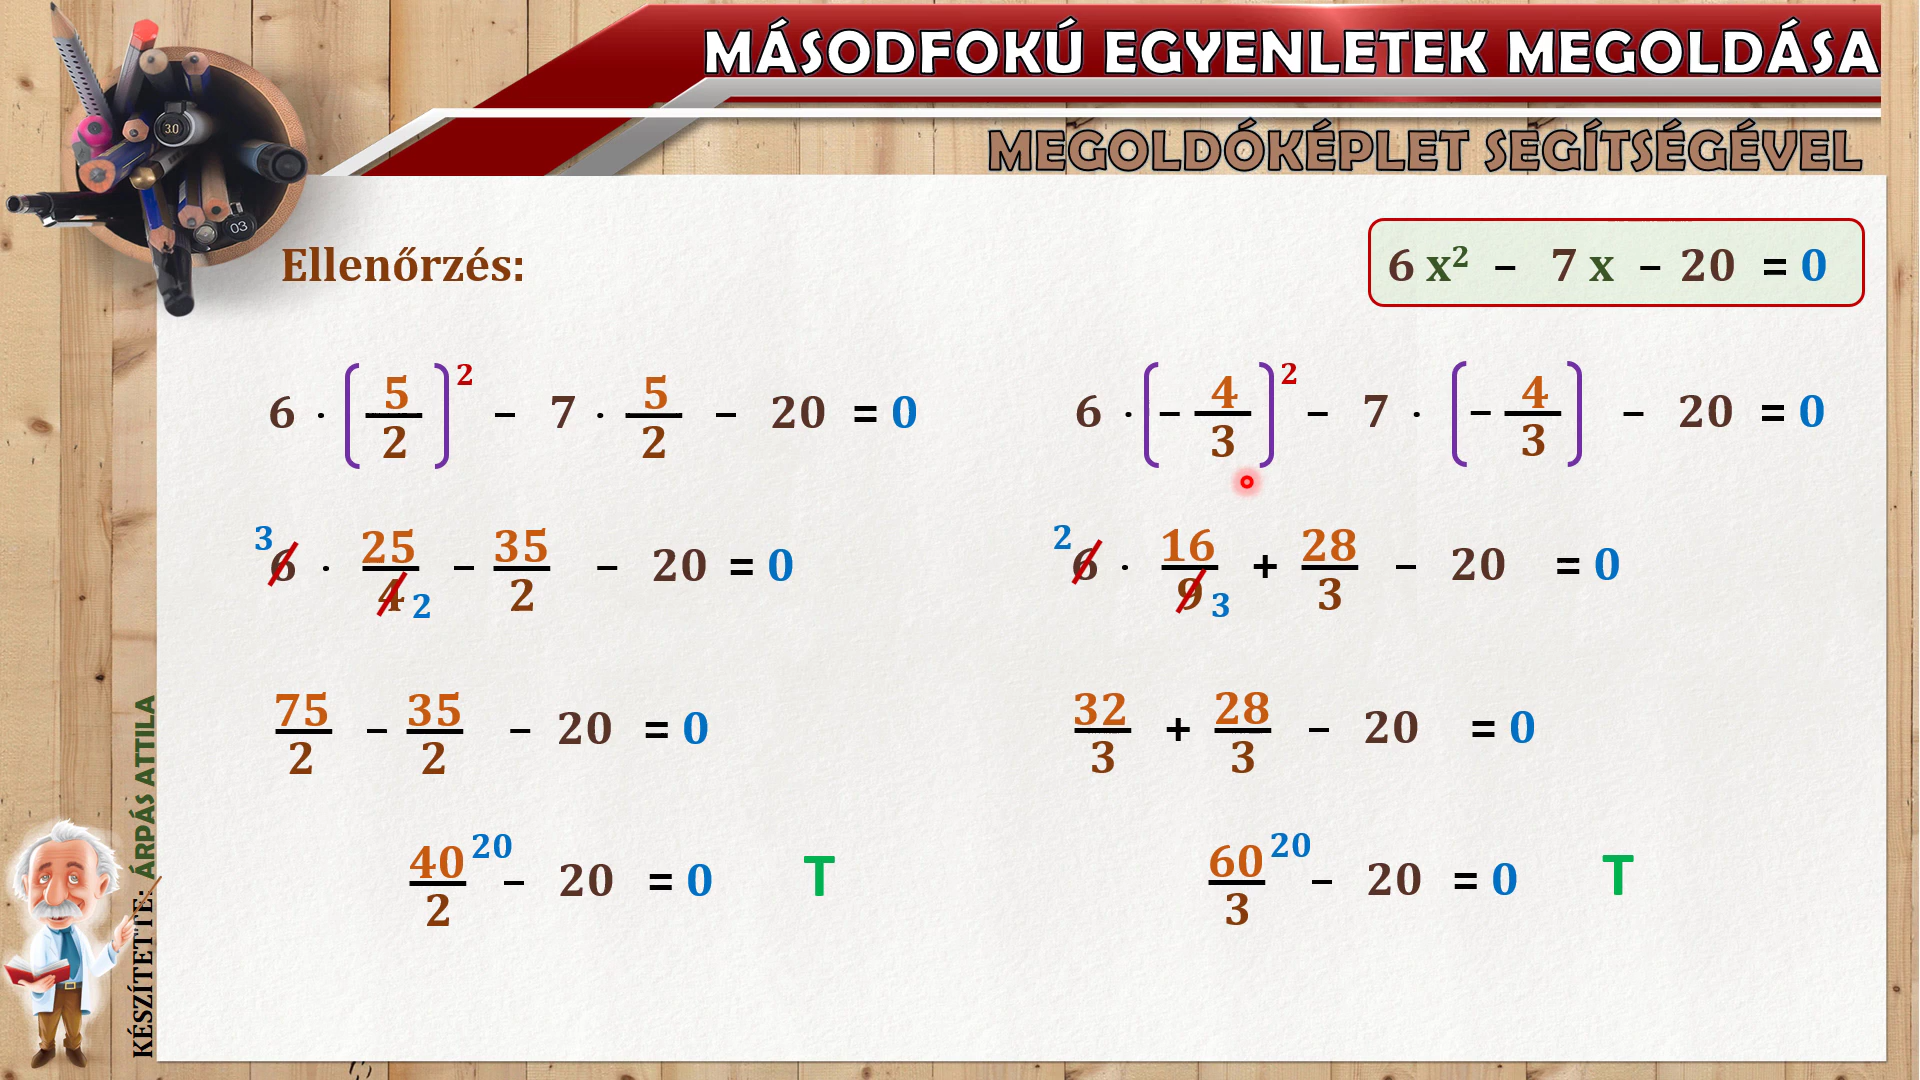 MÁSODFOKÚ EGYENLETEK MEGOLDÁSA
MEGOLDÓKÉPLET SEGÍTSÉGÉVEL
Ellenőrzés:
6 x² – 7 x – 20 = 0
6 · (5/2)² – 7 · 5/2 – 20 = 0
3 6 · 25/4 2 – 35/2 – 20 = 0
75/2 – 35/2 – 20 = 0
40/2 20 – 20 = 0 T
6 · (– 4/3)² – 7 · (– 4/3) – 20 = 0
2 6 · 16/9 3 + 28/3 – 20 = 0
32/3 + 28/3 – 20 = 0
60/3 20 – 20 = 0 T
KÉSZÍTETTE: ÁRPÁS ATTILA
3.0
03